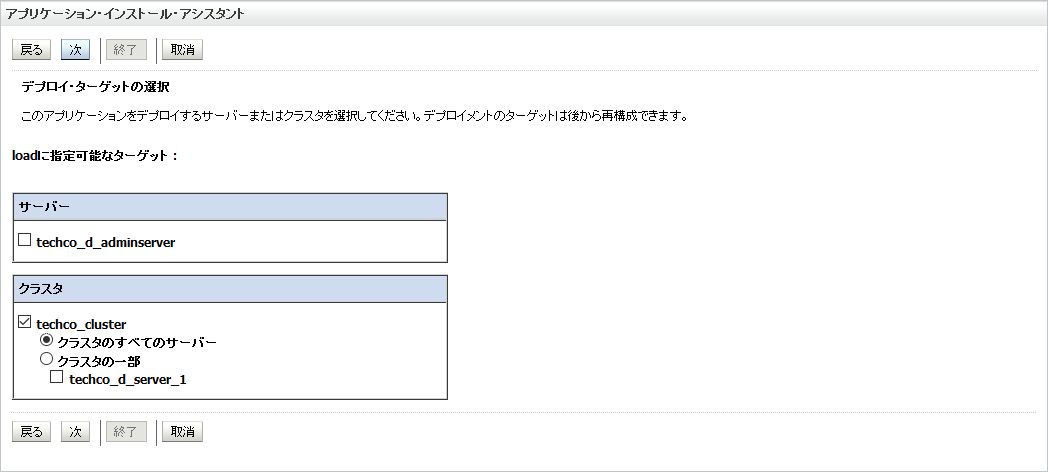 アプリケーション・インストール・アシスタント
戻る 次 終了 取消
デプロイ・ターゲットの選択
このアプリケーションをデプロイするサーバーまたはクラスタを選択してください。デプロイメントのターゲットは後から再構成できます。
loadに指定可能なターゲット :
サーバー
techco_d_adminserver
クラスタ
techco_cluster
クラスタのすべてのサーバー
クラスタの一部
techco_d_server_1
戻る 次 終了 取消